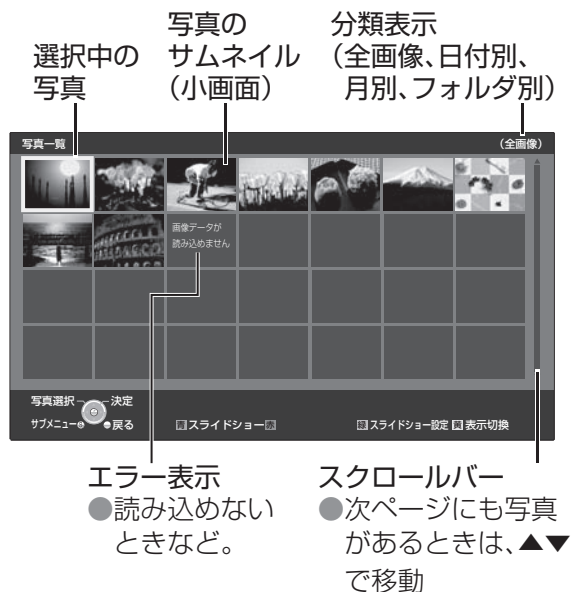 選択中の
写真
写真の
サムネイル
(小画面)
分類表示
(全画像、日付別、
月別、フォルダ別)
写真一覧
(全画像)
画像データが
読み込めません
写真選択 決定
サブメニューS 戻る
青スライドショー赤
緑スライドショー設定 黄表示切換
エラー表示
●読み込めない
ときなど。
スクロールバー
●次ページにも写真
があるときは、▲▼
で移動